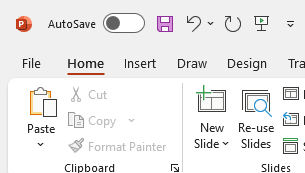 AutoSave
File Home Insert Draw Design
Cut
Copy
Format Painter
Paste
Clipboard
New Slide
Re-use Slides
Slides